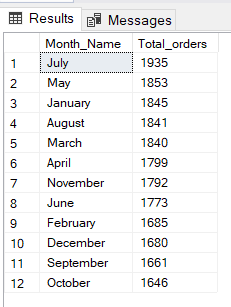 Results Messages
Month_Name Total_orders
1 July 1935
2 May 1853
3 January 1845
4 August 1841
5 March 1840
6 April 1799
7 November 1792
8 June 1773
9 February 1685
10 December 1680
11 September 1661
12 October 1646